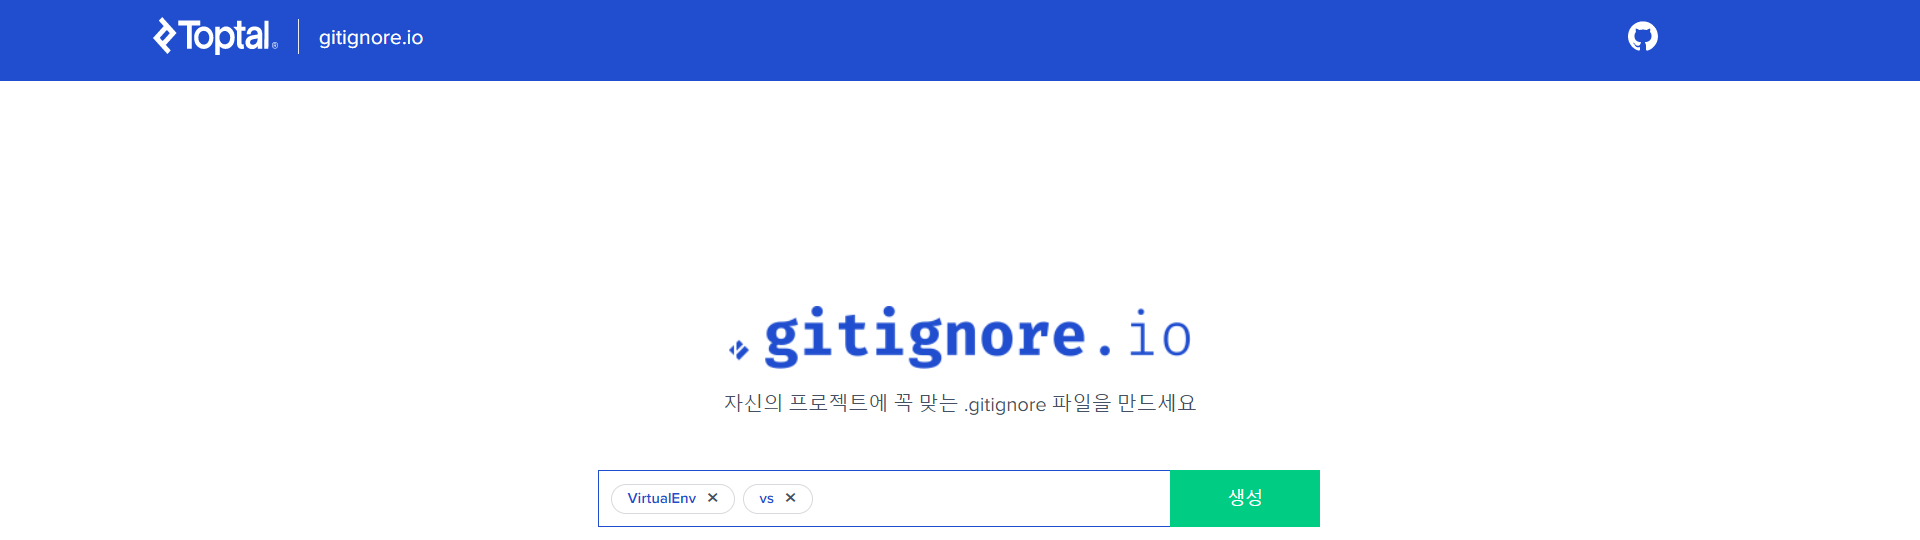 Toptal® gitignore.io
.gitignore.io
자신의 프로젝트에 꼭 맞는 .gitignore 파일을 만드세요
VirtualEnv × vs × 생성